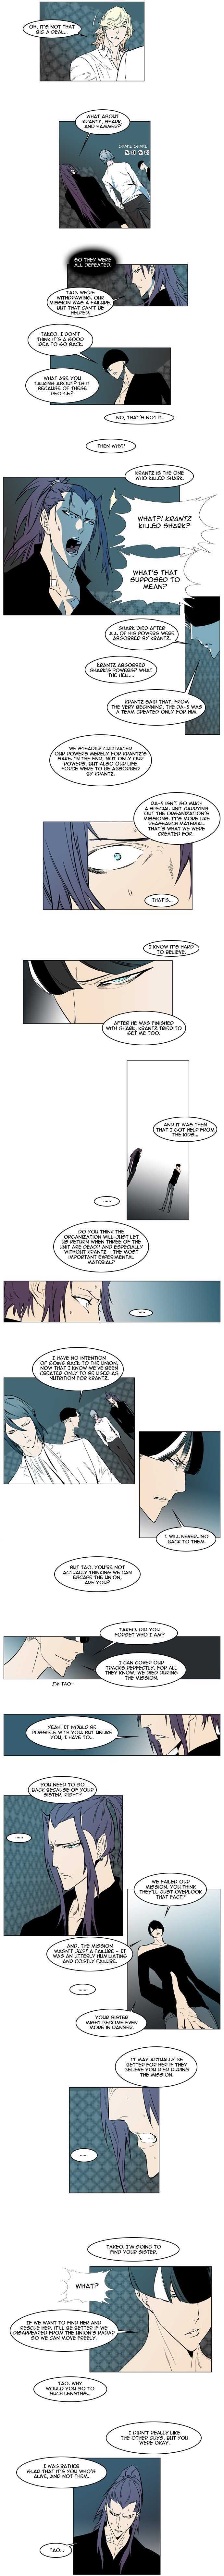 OH, IT'S NOT THAT
BIG A DEAL...
WHAT ABOUT
KRANTZ, SHARK,
AND HAMMER?
SHAKE SHAKE
SO THEY WERE
ALL DEFEATED.
TAO. WE'RE
WITHDRAWING. OUR
MISSION WAS A FAILURE,
BUT THAT CAN'T BE
HELPED.
TAKEO. I DON'T
THINK IT'S A GOOD
IDEA TO GO BACK.
WHAT ARE YOU
TALKING ABOUT? IS IT
BECAUSE OF THESE
PEOPLE?
NO, THAT'S NOT IT.
THEN WHY?
KRANTZ IS THE ONE
WHO KILLED SHARK.
WHAT?! KRANTZ
KILLED SHARK?
WHAT'S THAT
SUPPOSED TO
MEAN?
SHARK DIED AFTER
ALL OF HIS POWERS WERE
ABSORBED BY KRANTZ.
KRANTZ ABSORBED
SHARK'S POWERS? WHAT
THE HELL...
KRANTZ SAID THAT, FROM
THE VERY BEGINNING, THE DA-5 WAS
A TEAM CREATED ONLY FOR HIM.
WE STEADILY CULTIVATED
OUR POWERS MERELY FOR KRANTZ'S
SAKE. IN THE END, NOT ONLY OUR
POWERS, BUT ALSO OUR LIFE
FORCE WERE TO BE ABSORBED
BY KRANTZ.
DA-5 ISN'T SO MUCH
A SPECIAL UNIT CARRYING
OUT THE ORGANIZATION'S
MISSIONS. IT'S MORE LIKE
RESEARCH MATERIAL.
THAT'S WHAT WE WERE
CREATED FOR.
THAT'S...
I KNOW IT'S HARD
TO BELIEVE.
AFTER HE WAS FINISHED
WITH SHARK, KRANTZ TRIED TO
GET ME TOO.
AND IT WAS THEN
THAT I GOT HELP FROM
THE KIDS...
......
DO YOU THINK THE
ORGANIZATION WILL JUST LET
US RETURN WHEN THREE OF THE
UNIT ARE DEAD? AND ESPECIALLY
WITHOUT KRANTZ - THE MOST
IMPORTANT EXPERIMENTAL
MATERIAL?
......
I HAVE NO INTENTION
OF GOING BACK TO THE UNION,
NOW THAT I KNOW WE'VE BEEN
CREATED ONLY TO BE USED AS
NUTRITION FOR KRANTZ.
I WILL NEVER...GO
BACK TO THEM.
BUT TAO. YOU'RE NOT
ACTUALLY THINKING WE CAN
ESCAPE THE UNION,
ARE YOU?
TAKEO. DID YOU
FORGET WHO I AM?
I'M TAO~
I CAN COVER OUR
TRACKS PERFECTLY. FOR ALL
THEY KNOW, WE DIED DURING
THE MISSION.
YEAH. IT WOULD BE
POSSIBLE WITH YOU. BUT UNLIKE
YOU, I HAVE TO...
YOU NEED TO GO
BACK BECAUSE OF YOUR
SISTER, RIGHT?
......
WE FAILED OUR
MISSION. YOU THINK
THEY'LL JUST OVERLOOK
THAT FACT?
AND, THE MISSION
WASN'T JUST A FAILURE - IT
WAS AN UTTERLY HUMILIATING
AND COSTLY FAILURE.
......
YOUR SISTER
MIGHT BECOME EVEN
MORE IN DANGER.
IT MAY ACTUALLY BE
BETTER FOR HER IF THEY
BELIEVE YOU DIED DURING
THE MISSION.
......
TAKEO. I'M GOING TO
FIND YOUR SISTER.
WHAT?
IF WE WANT TO FIND HER AND
RESCUE HER, IT'LL BE BETTER IF WE
DISAPPEARED FROM THE UNION'S RADAR
SO WE CAN MOVE FREELY.
TAO. WHY
WOULD YOU GO TO
SUCH LENGTHS...
I DIDN'T REALLY LIKE
THE OTHER GUYS, BUT YOU
WERE OKAY.
I WAS RATHER
GLAD THAT IT'S YOU WHO'S
ALIVE, AND NOT THEM.
TAO...